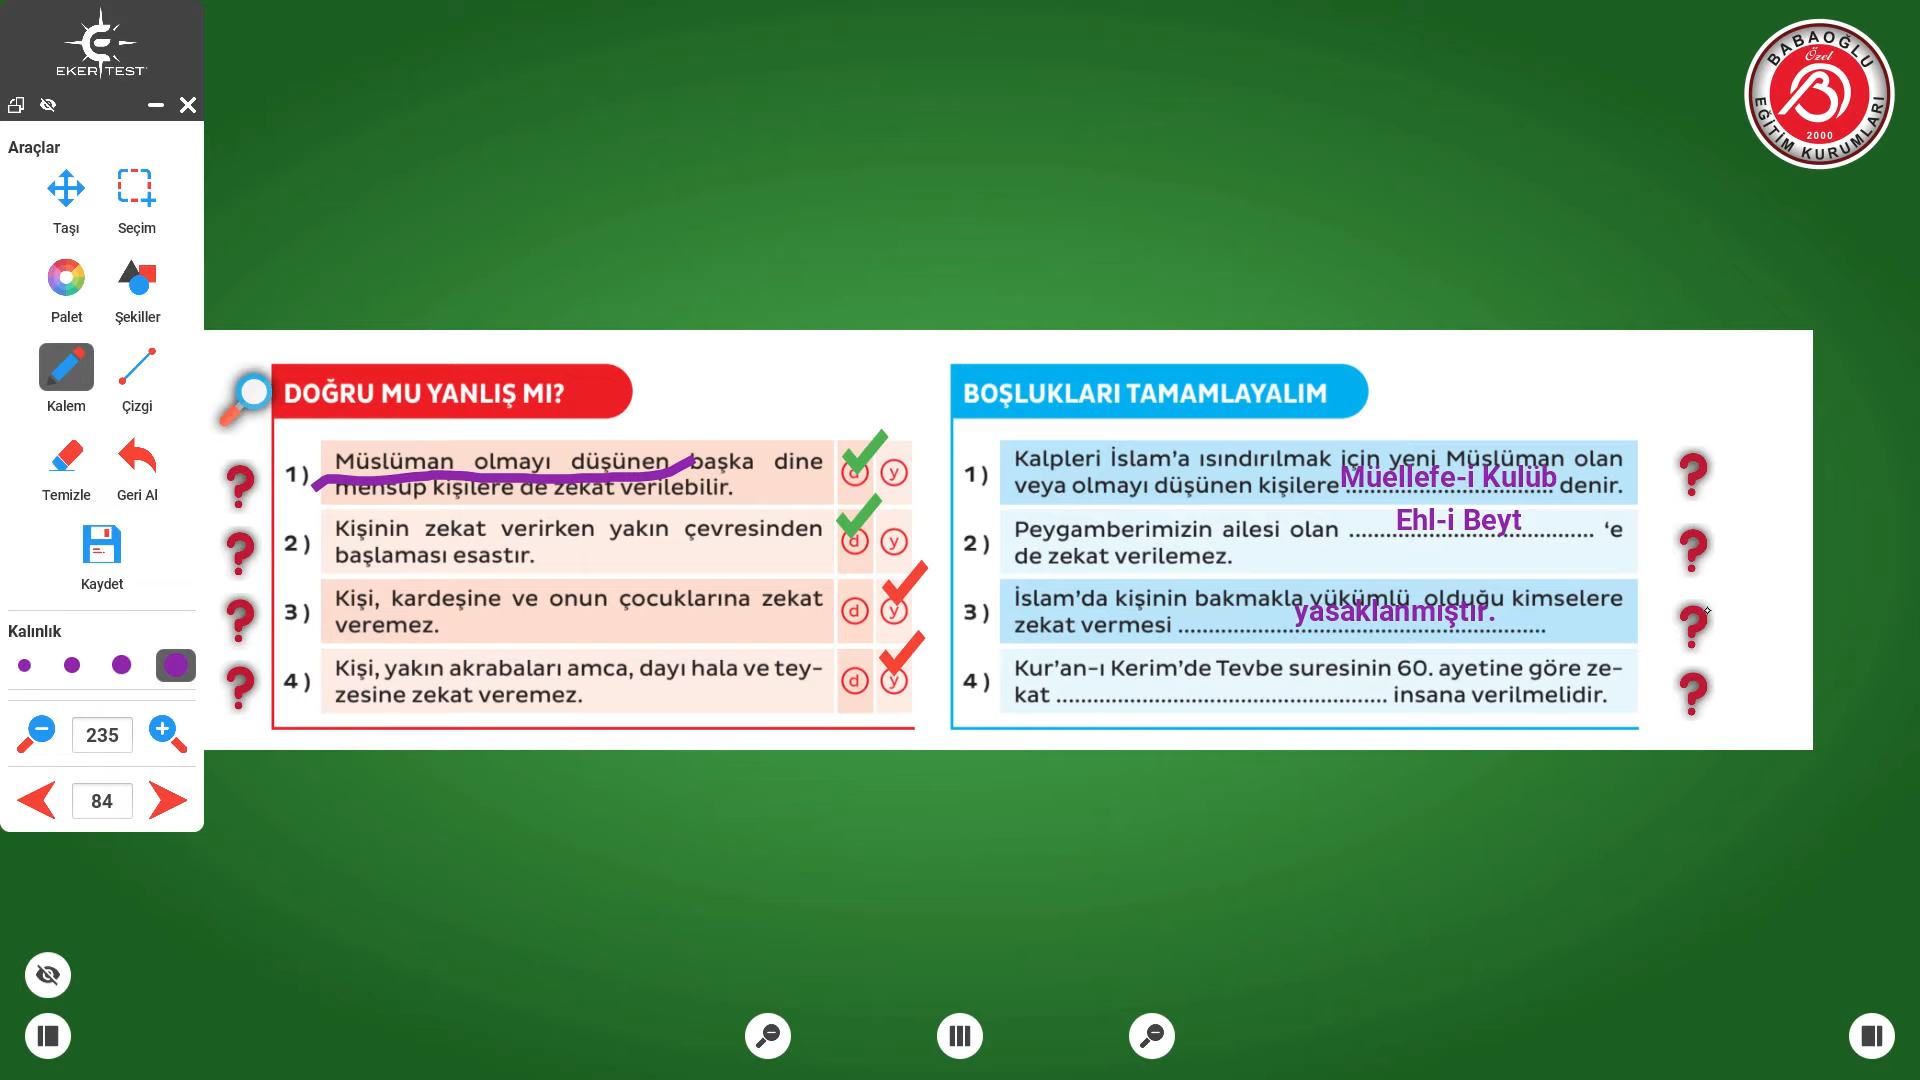 EKER TEST
Araçlar
Taşı
Seçim
Palet
Şekiller
Kalem
Çizgi
Temizle
Geri Al
Kaydet
Kalınlık
235
84
BABAOĞLU
Özel
B
2000
EĞİTİM KURUMLARI
DOĞRU MU YANLIŞ MI?
1) Müslüman olmayı düşünen başka dine
mensup kişilere de zekat verilebilir.
d y
2) Kişinin zekat verirken yakın çevresinden
başlaması esastır.
d y
3) Kişi, kardeşine ve onun çocuklarına zekat
veremez.
d y
4) Kişi, yakın akrabaları amca, dayı hala ve tey-
zesine zekat veremez.
d y
BOŞLUKLARI TAMAMLAYALIM
1) Kalpleri İslam’a ısındırılmak için yeni Müslüman olan
veya olmayı düşünen kişilere Müellefe-i Kulüb denir.
2) Peygamberimizin ailesi olan Ehl-i Beyt ‘e
de zekat verilemez.
3) İslam’da kişinin bakmakla yükümlü olduğu kimselere
zekat vermesi yasaklanmıştır.
4) Kur’an-ı Kerim’de Tevbe suresinin 60. ayetine göre ze-
kat ...................................................... insana verilmelidir.